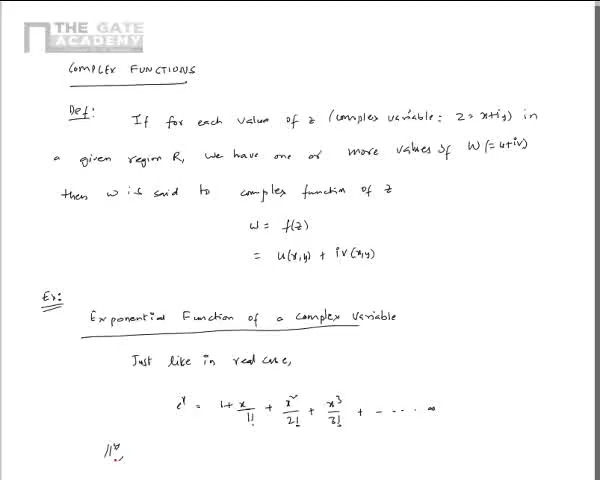 THE GATE
ACADEMY
COMPLEX FUNCTIONS
Def: If for each value of z (complex variable: z = x+iy) in
a given region R, we have one or more values of W (= u+iv)
then w is said to complex function of z
W = f(z)
= u(x,y) + iv(x,y)
Ex:
Exponential Function of a complex variable
Just like in real case,
e^x = 1 + x/1! + x^2/2! + x^3/3! + - ---- ∞
||ly